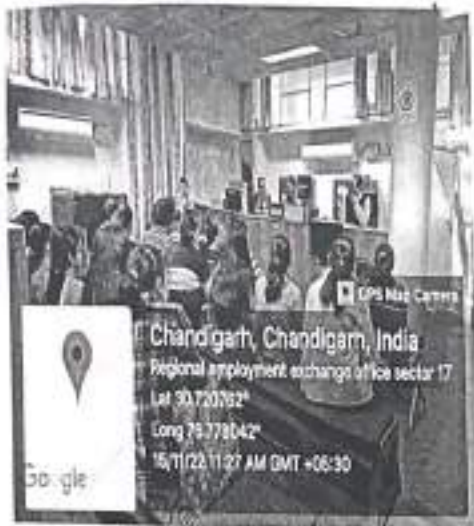 GPS Map Camera
Chandigarh, Chandigarh, India
Regional employment exchange office sector 17
Lat 30.720762°
Long 76.778042°
15/11/22 11:27 AM GMT +05:30
Google